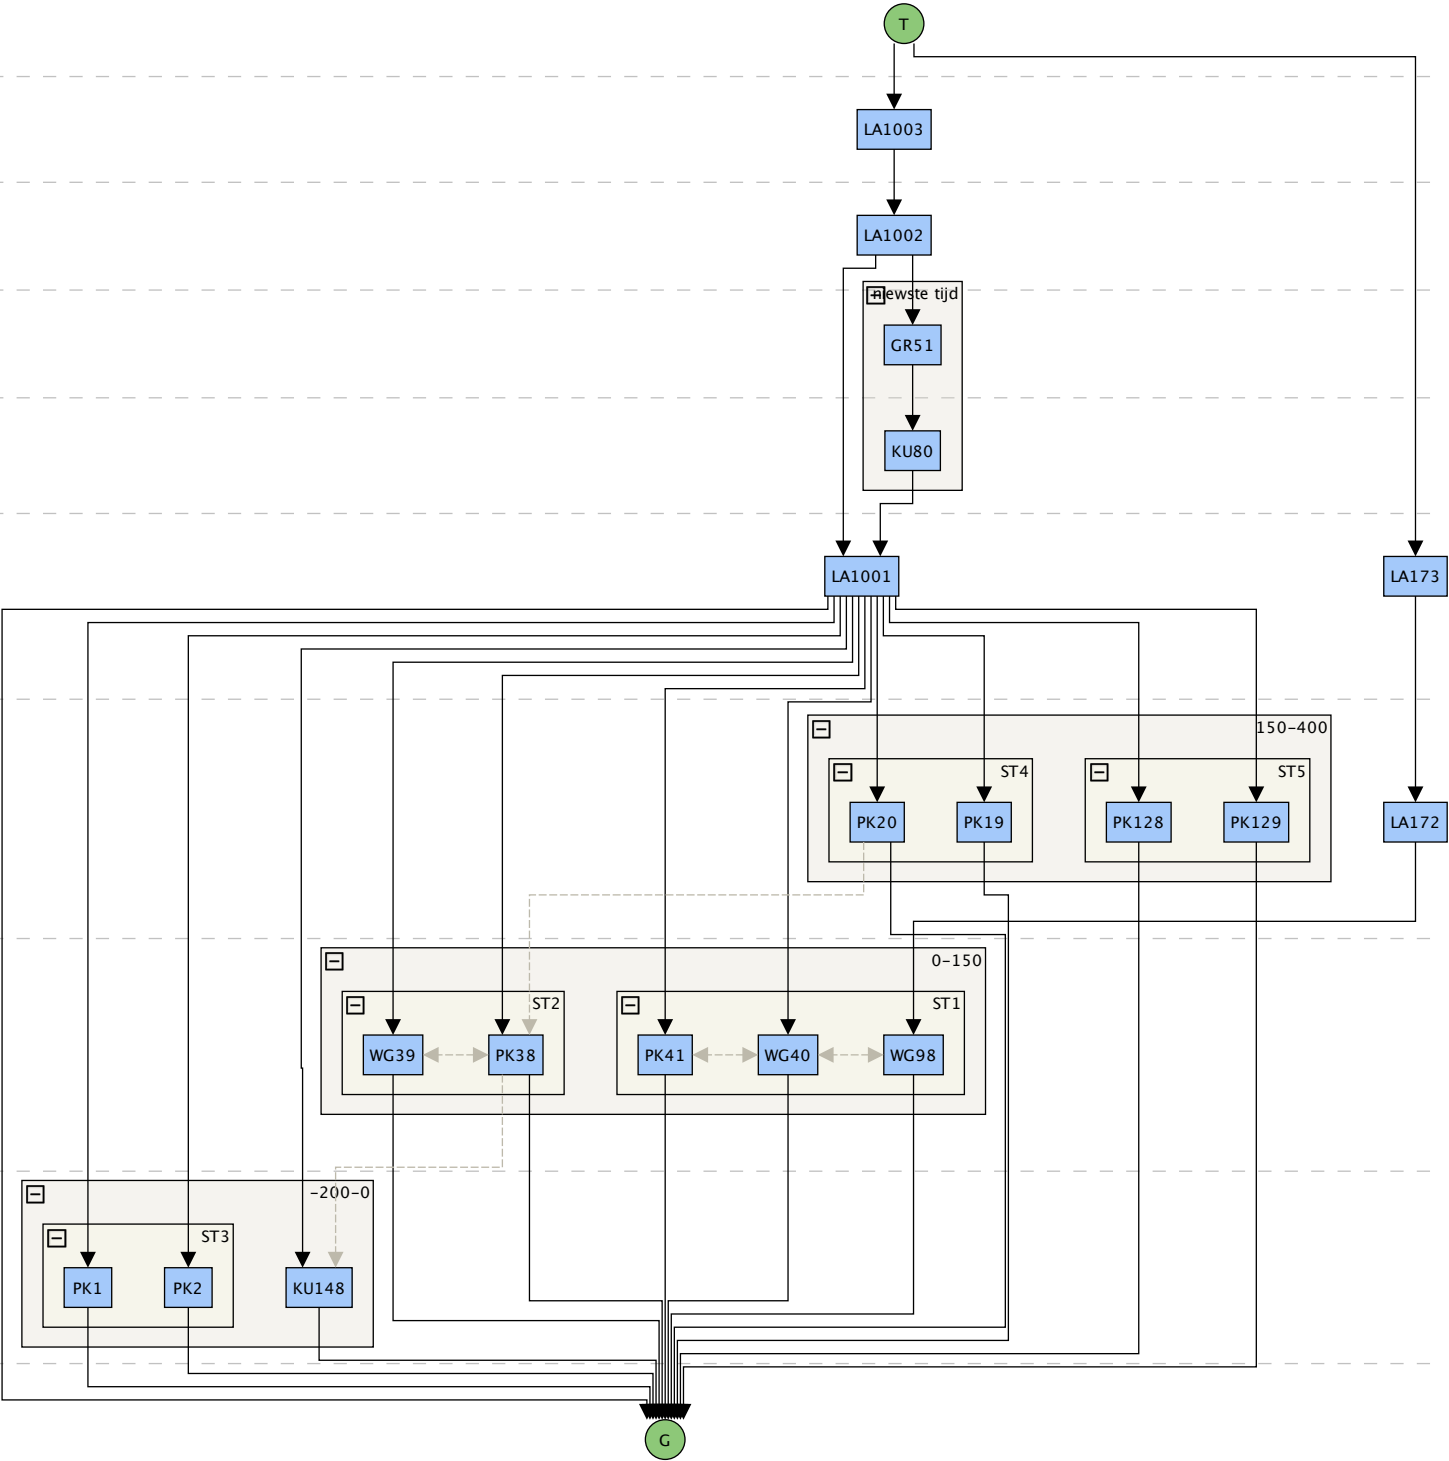 T
LA1003
LA1002
niewste tijd
GR51
KU80
LA1001
LA173
150-400
ST4
ST5
PK20
PK19
PK128
PK129
LA172
0-150
ST2
ST1
WG39
PK38
PK41
WG40
WG98
-200-0
ST3
PK1
PK2
KU148
G